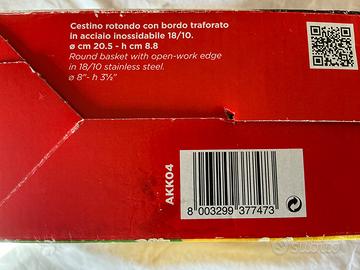 Cestino rotondo con bordo traforato
in acciaio inossidabile 18/10.
ø cm 20.5 - h cm 8.8
Round basket with open-work edge
in 18/10 stainless steel.
ø 8"- h 3½"
AKK04
8 003299 377473
subito